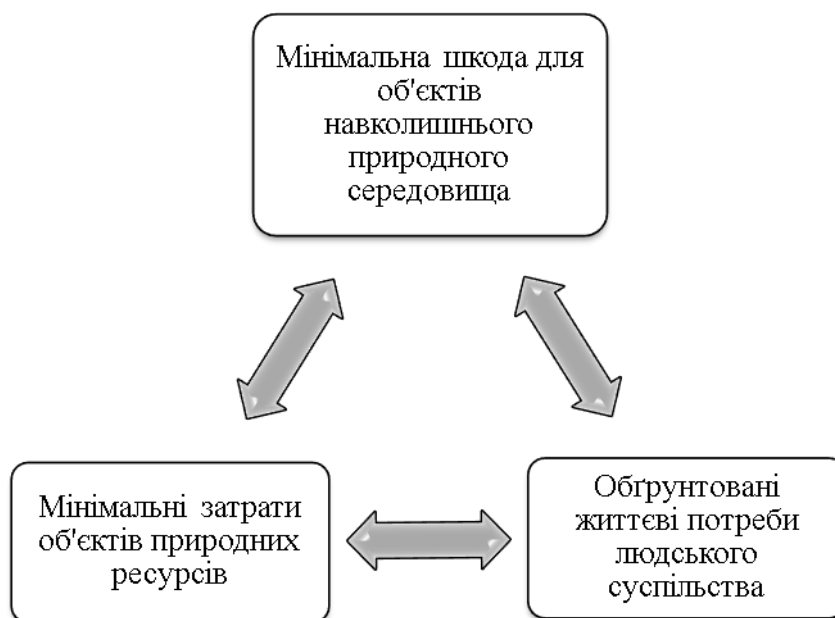 Мінімальна шкода для
об'єктів
навколишнього
природного
середовища
Мінімальні затрати
об'єктів природних
ресурсів
Обґрунтовані
життєві потреби
людського
суспільства